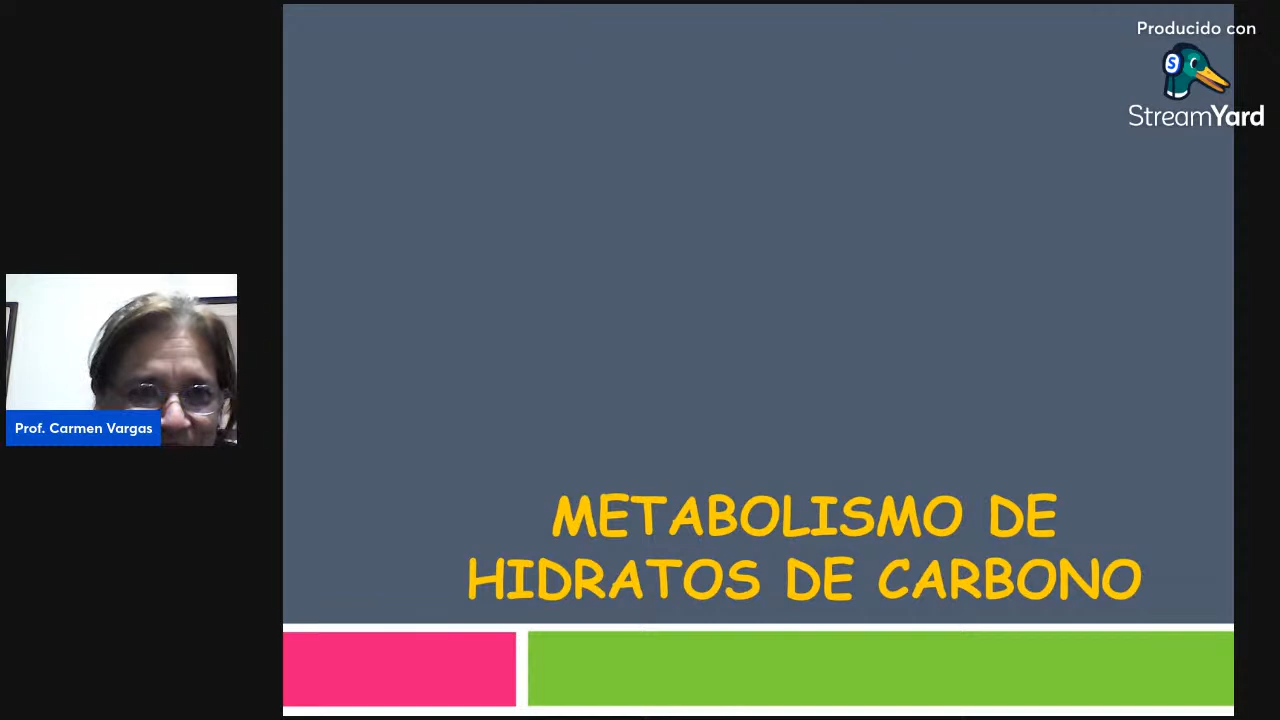 Producido con
S
StreamYard
Prof. Carmen Vargas
METABOLISMO DE
HIDRATOS DE CARBONO